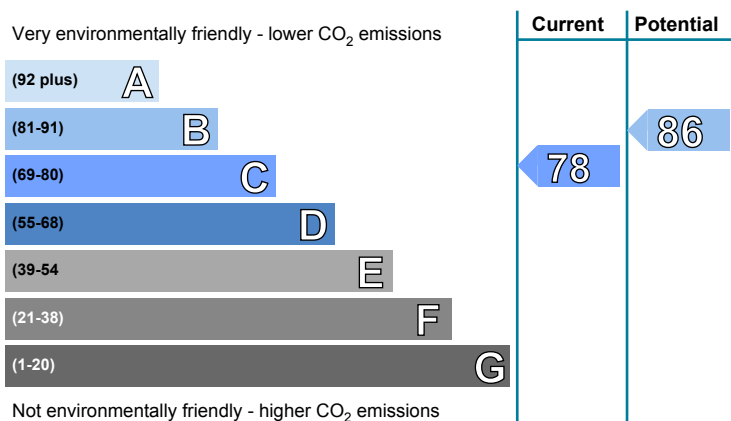 Very environmentally friendly - lower CO2 emissions
Current
Potential
(92 plus) A
(81-91) B
(69-80) C
(55-68) D
(39-54 E
(21-38) F
(1-20) G
78
86
Not environmentally friendly - higher CO2 emissions